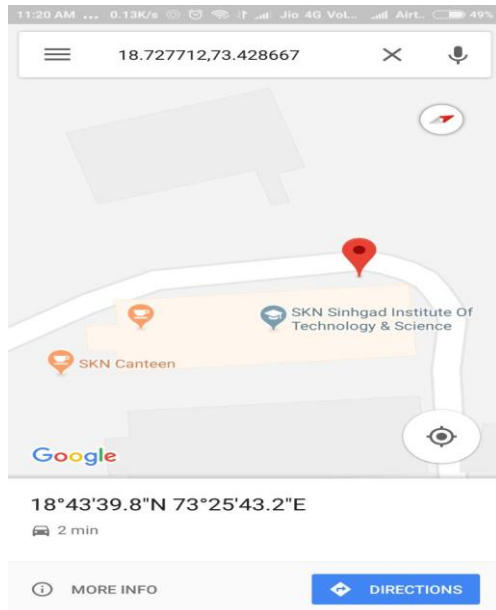 11:20 AM ... 0.13K/s Jio 4G VoL... Airt.. 49%
18.727712,73.428667
SKN Sinhgad Institute Of
Technology & Science
SKN Canteen
Google
18°43'39.8"N 73°25'43.2"E
2 min
MORE INFO
DIRECTIONS